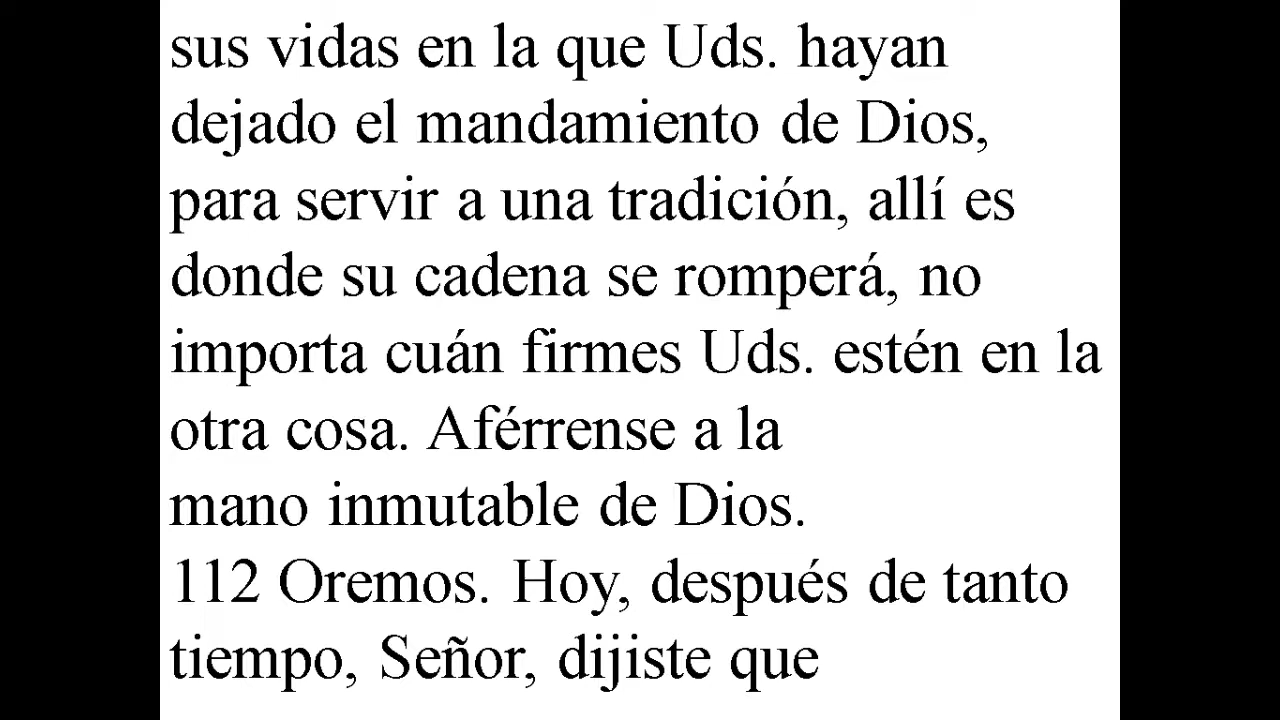 sus vidas en la que Uds. hayan
dejado el mandamiento de Dios,
para servir a una tradición, allí es
donde su cadena se romperá, no
importa cuán firmes Uds. estén en la
otra cosa. Aférrense a la
mano inmutable de Dios.
112 Oremos. Hoy, después de tanto
tiempo, Señor, dijiste que